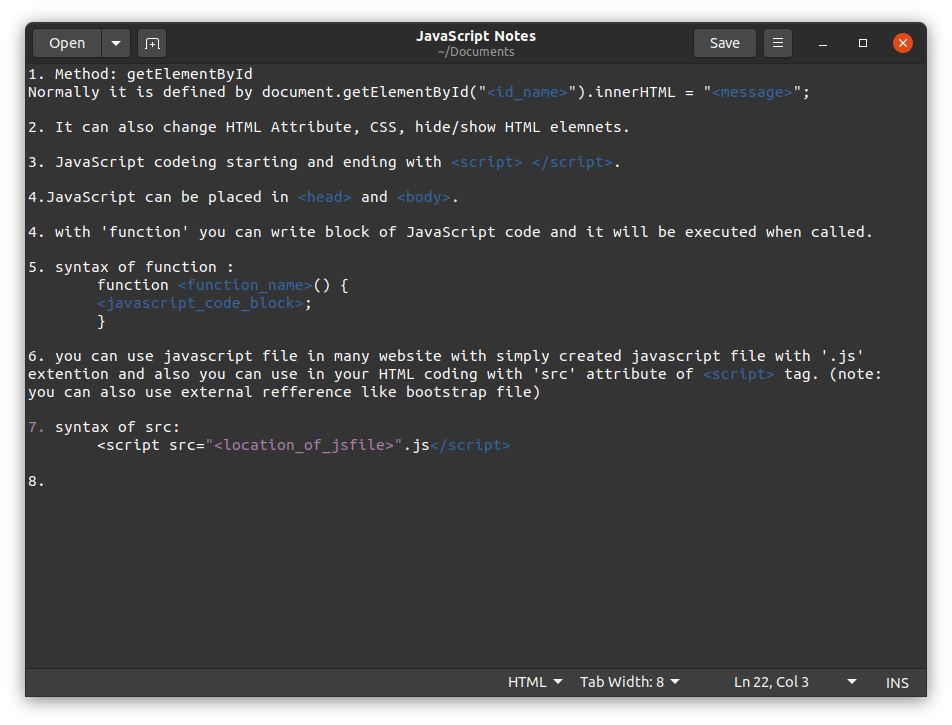 Open
JavaScript Notes
~/Documents
Save
1. Method: getElementById
Normally it is defined by document.getElementById("<id_name>").innerHTML = "<message>";
2. It can also change HTML Attribute, CSS, hide/show HTML elemnets.
3. JavaScript codeing starting and ending with <script> </script>.
4.JavaScript can be placed in <head> and <body>.
4. with 'function' you can write block of JavaScript code and it will be executed when called.
5. syntax of function :
function <function_name>() {
<javascript_code_block>;
}
6. you can use javascript file in many website with simply created javascript file with '.js'
extention and also you can use in your HTML coding with 'src' attribute of <script> tag. (note:
you can also use external refference like bootstrap file)
7. syntax of src:
<script src="<location_of_jsfile>".js</script>
8.
HTML
Tab Width: 8
Ln 22, Col 3
INS